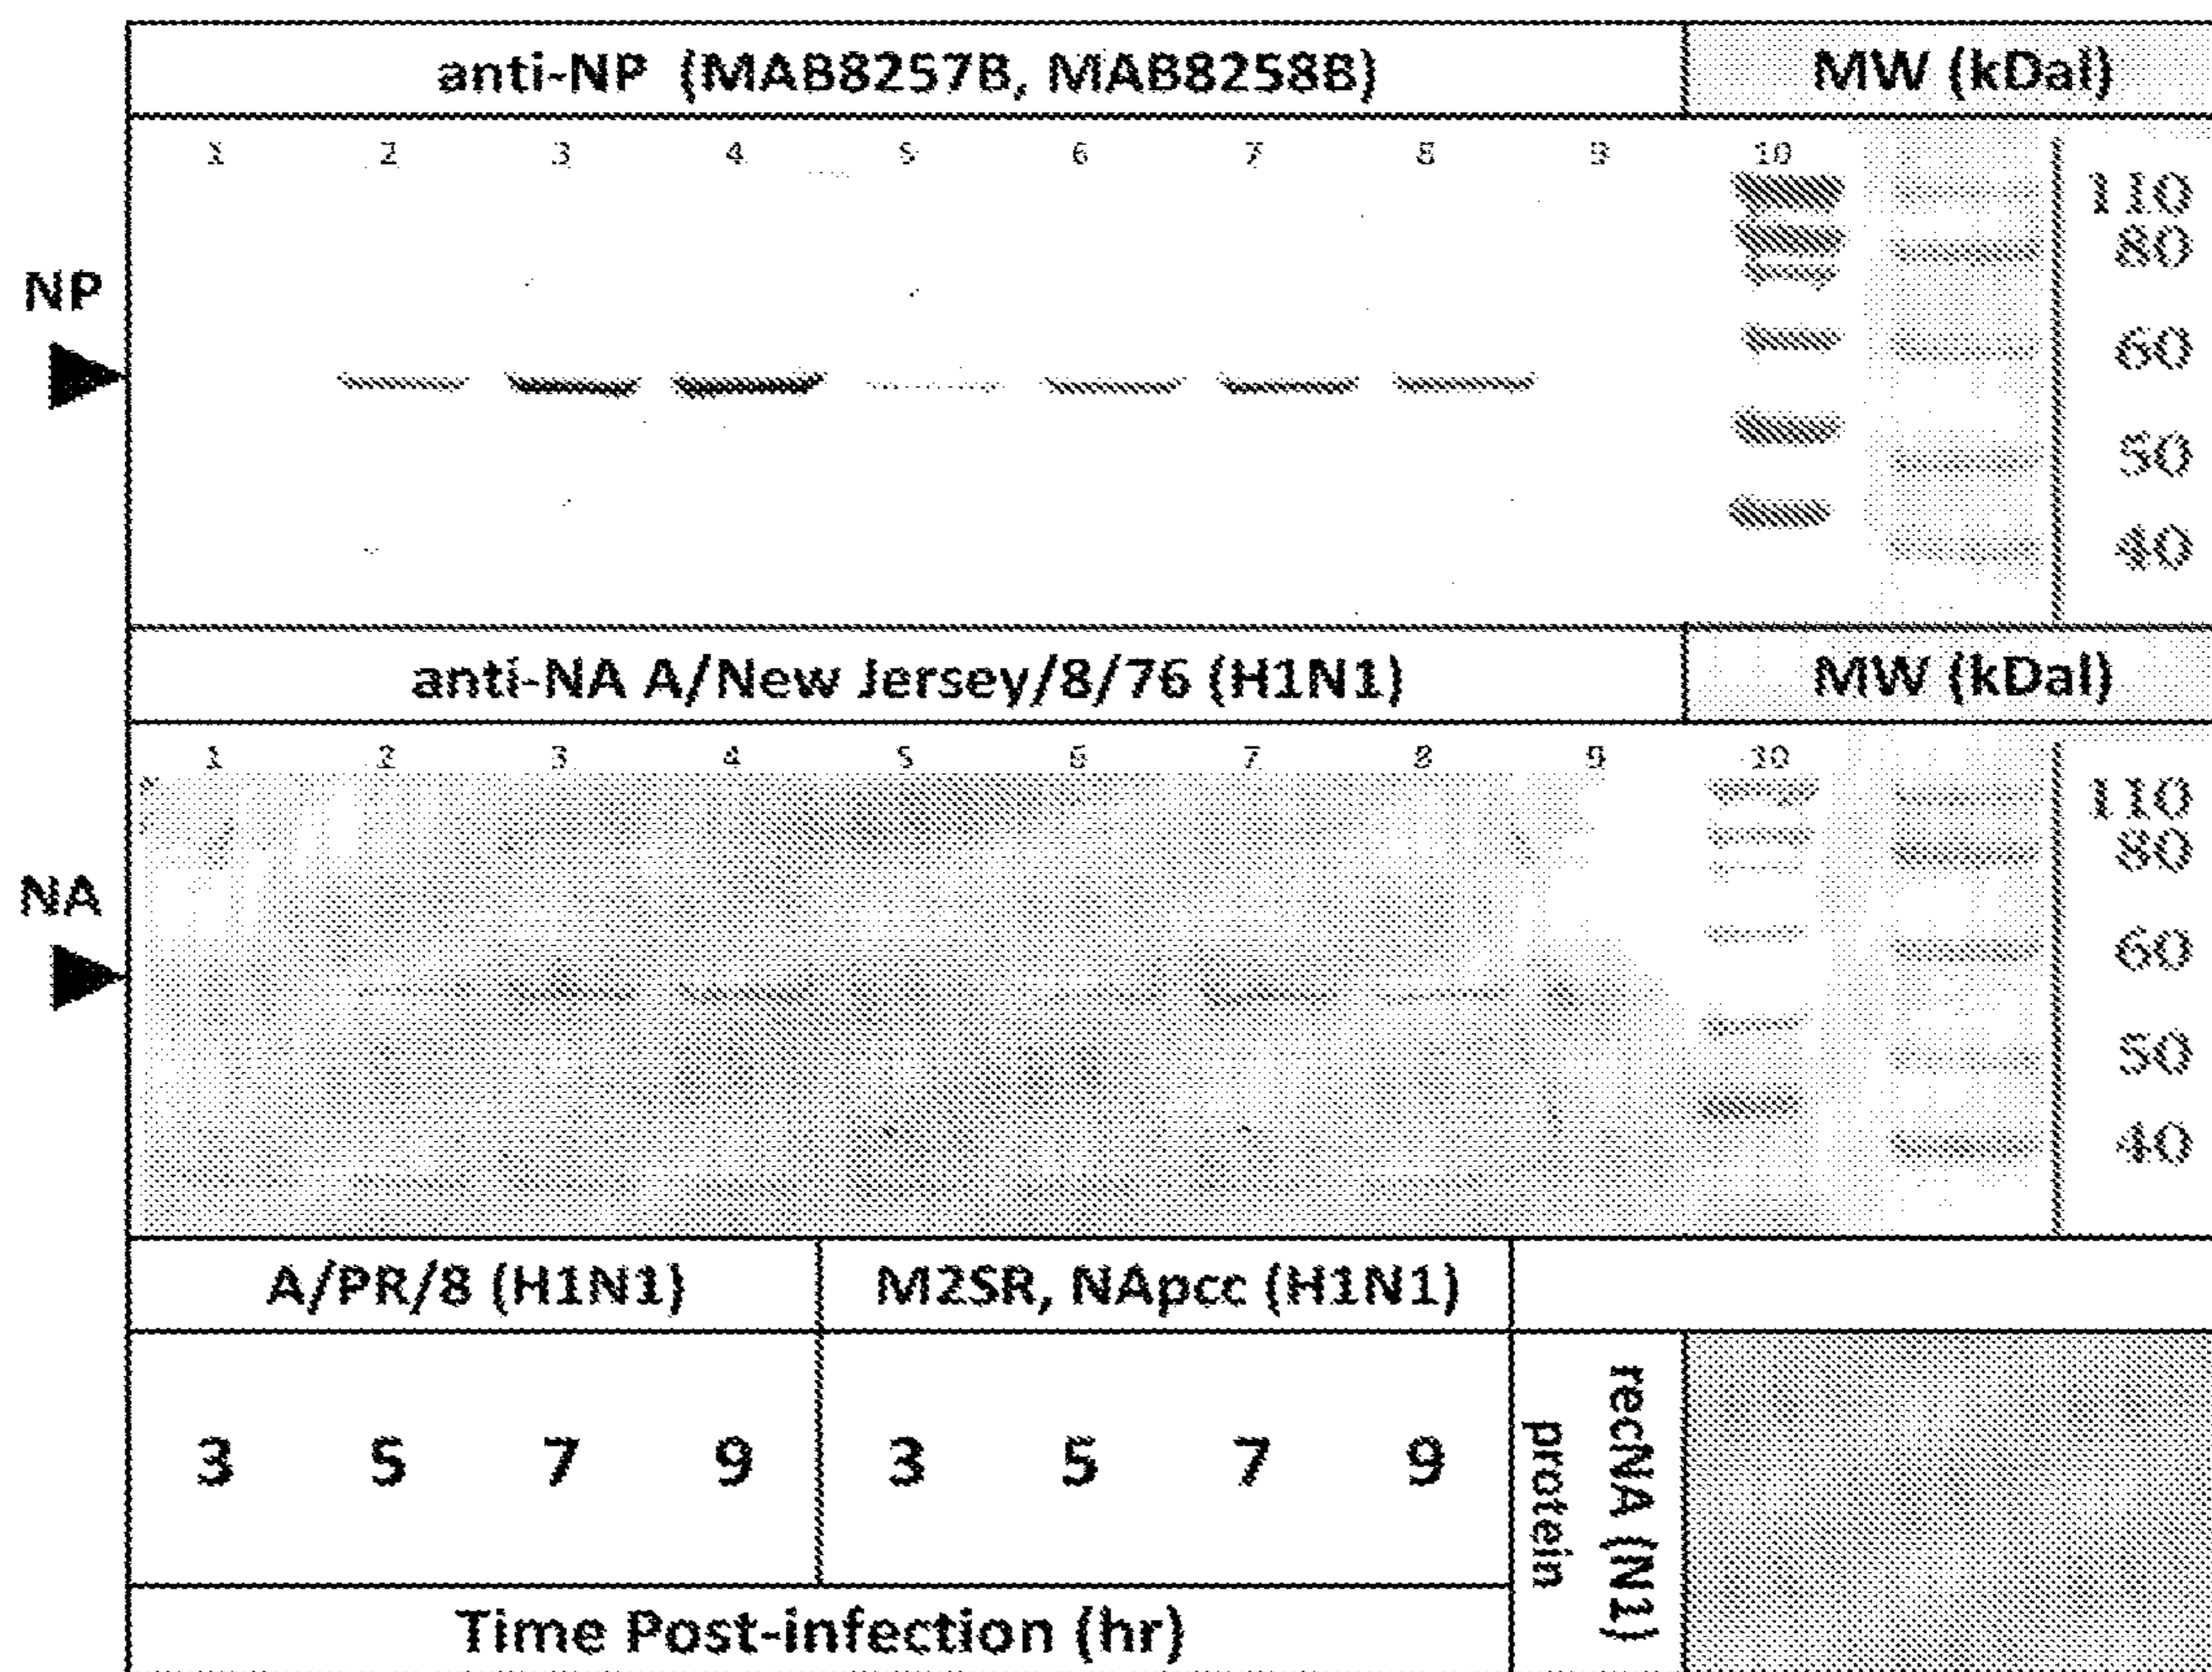 anti-NP (MAB8257B, MAB8258B) MW (kDal)
1 2 3 4 5 6 7 8 9 10
110
80
NP
60
50
40
anti-NA A/New Jersey/8/76 (H1N1) MW (kDal)
1 2 3 4 5 6 7 8 9 10
110
80
NA
60
50
40
A/PR/8 (H1N1) M2SR, NApcc (H1N1)
3 5 7 9 3 5 7 9
recNA (N1)
protein
Time Post-infection (hr)